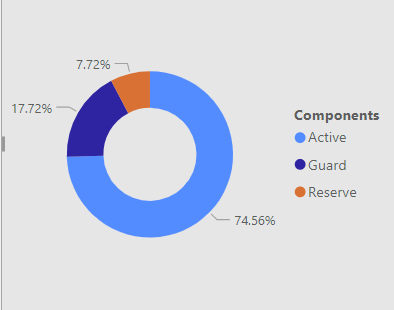 7.72%
17.72%
74.56%
Components
Active
Guard
Reserve